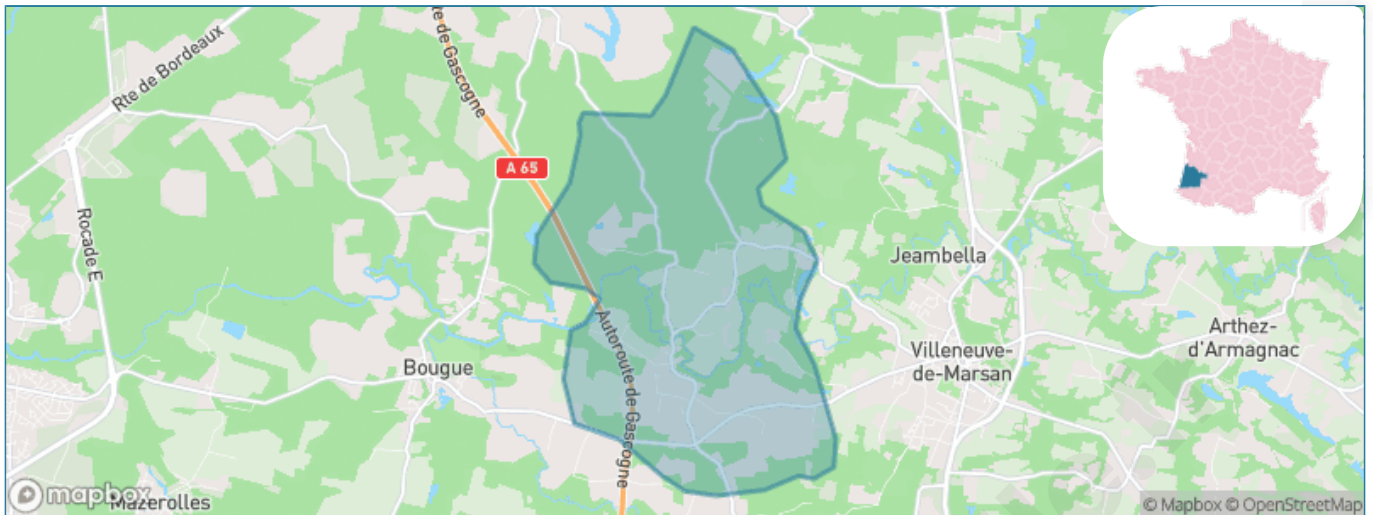 Rte de Bordeaux
te de Gascogne
A 65
Rocade E
Jeambella
Autoroute de Gascogne
Bougue
Villeneuve-
de-Marsan
Arthez-
d'Armagnac
mapbox
Mazerolles
© Mapbox © OpenStreetMap